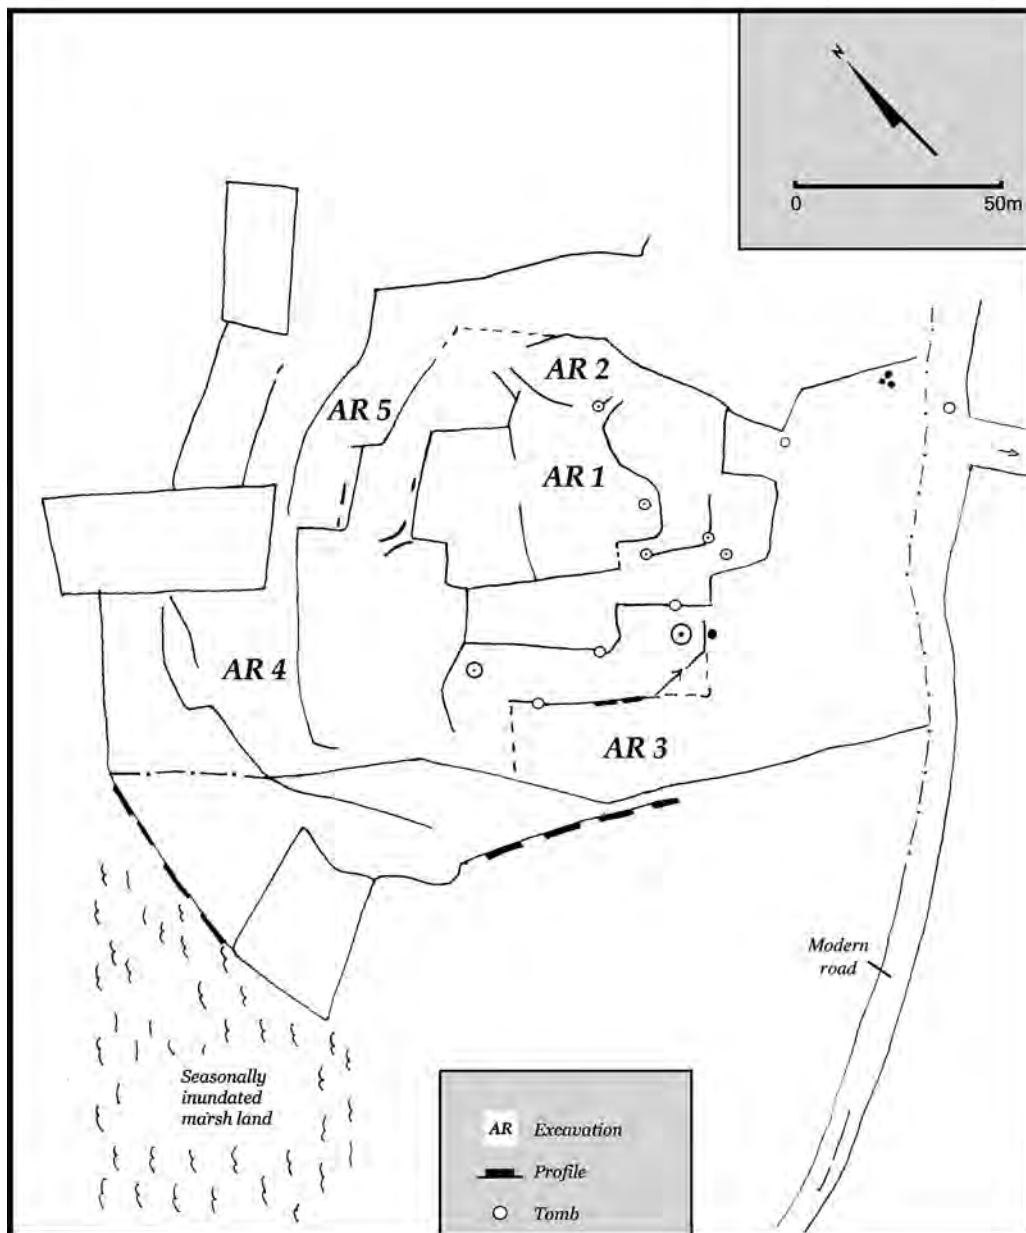 N
0 50m
AR 2
AR 5
AR 1
AR 4
AR 3
Modern
road
Seasonally
inundated
marsh land
AR Excavation
Profile
Tomb